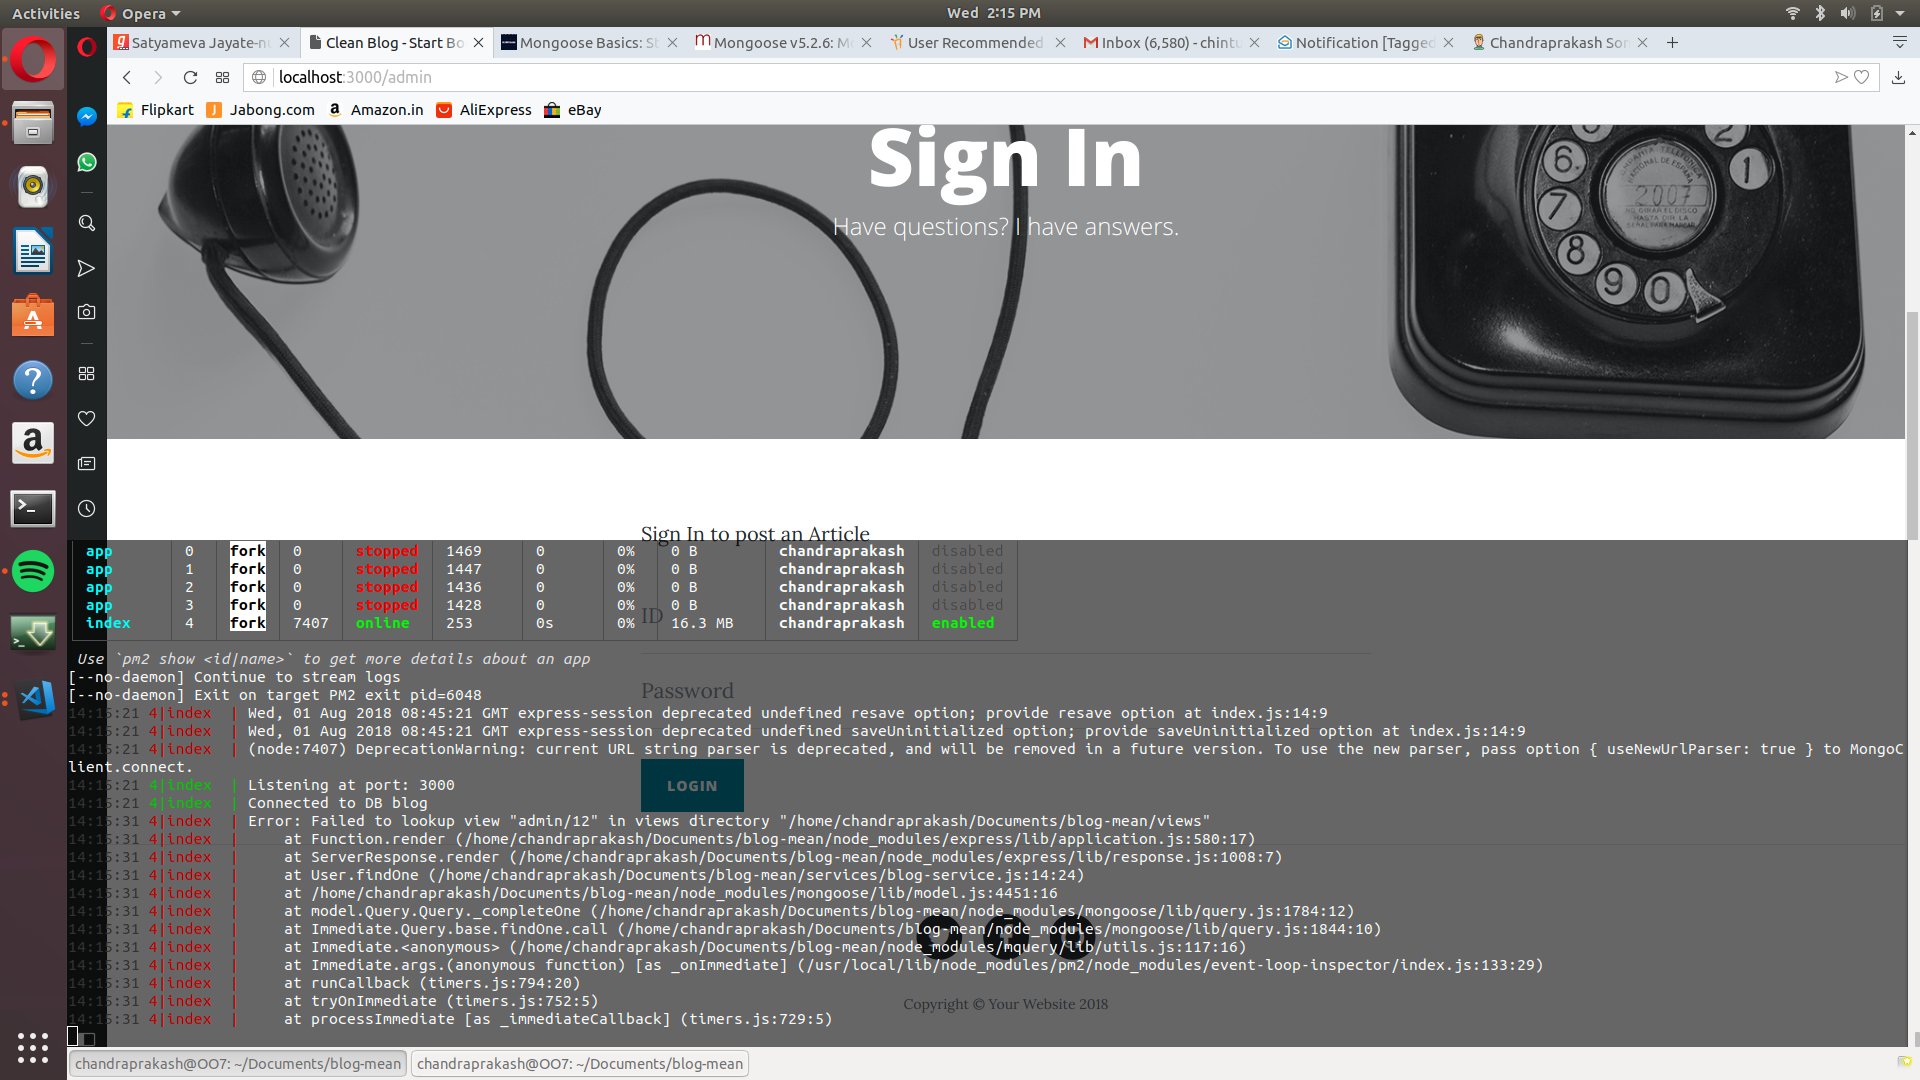 Activities Opera Wed 2:15 PM
Satyameva Jayate-n Clean Blog - Start Bo Mongoose Basics: S Mongoose v5.2.6: M User Recommended Inbox (6,580) - chintu Notification [Tagged Chandraprakash Son
localhost:3000/admin
Flipkart Jabong.com Amazon.in AliExpress eBay
Sign In
Have questions? I have answers.
6 7 8 9 0 1 2
2007
Sign In to post an Article
app 0 fork 0 stopped 1469 0 0% 0 B chandraprakash disabled
app 1 fork 0 stopped 1447 0 0% 0 B chandraprakash disabled
app 2 fork 0 stopped 1436 0 0% 0 B chandraprakash disabled
app 3 fork 0 stopped 1428 0 0% 0 B chandraprakash disabled
ID
index 4 fork 7407 online 253 0s 0% 16.3 MB chandraprakash enabled
Use `pm2 show <id|name>` to get more details about an app
[--no-daemon] Continue to stream logs
Password
[--no-daemon] Exit on target PM2 exit pid=6048
14:15:21 4|index | Wed, 01 Aug 2018 08:45:21 GMT express-session deprecated undefined resave option; provide resave option at index.js:14:9
14:15:21 4|index | Wed, 01 Aug 2018 08:45:21 GMT express-session deprecated undefined saveUninitialized option; provide saveUninitialized option at index.js:14:9
14:15:21 4|index | (node:7407) DeprecationWarning: current URL string parser is deprecated, and will be removed in a future version. To use the new parser, pass option { useNewUrlParser: true } to MongoC
lient.connect.
LOGIN
14:15:21 4|index | Listening at port: 3000
14:15:21 4|index | Connected to DB blog
14:15:31 4|index | Error: Failed to lookup view "admin/12" in views directory "/home/chandraprakash/Documents/blog-mean/views"
14:15:31 4|index | at Function.render (/home/chandraprakash/Documents/blog-mean/node_modules/express/lib/application.js:580:17)
14:15:31 4|index | at ServerResponse.render (/home/chandraprakash/Documents/blog-mean/node_modules/express/lib/response.js:1008:7)
14:15:31 4|index | at User.findOne (/home/chandraprakash/Documents/blog-mean/services/blog-service.js:14:24)
14:15:31 4|index | at /home/chandraprakash/Documents/blog-mean/node_modules/mongoose/lib/model.js:4451:16
14:15:31 4|index | at model.Query.Query._completeOne (/home/chandraprakash/Documents/blog-mean/node_modules/mongoose/lib/query.js:1784:12)
14:15:31 4|index | at Immediate.Query.base.findOne.call (/home/chandraprakash/Documents/blog-mean/node_modules/mongoose/lib/query.js:1844:10)
14:15:31 4|index | at Immediate.<anonymous> (/home/chandraprakash/Documents/blog-mean/node_modules/mquery/lib/utils.js:117:16)
14:15:31 4|index | at Immediate.args.(anonymous function) [as _onImmediate] (/usr/local/lib/node_modules/pm2/node_modules/event-loop-inspector/index.js:133:29)
14:15:31 4|index | at runCallback (timers.js:794:20)
14:15:31 4|index | at tryOnImmediate (timers.js:752:5)
Copyright © Your Website 2018
14:15:31 4|index | at processImmediate [as _immediateCallback] (timers.js:729:5)
chandraprakash@OO7: ~/Documents/blog-mean chandraprakash@OO7: ~/Documents/blog-mean